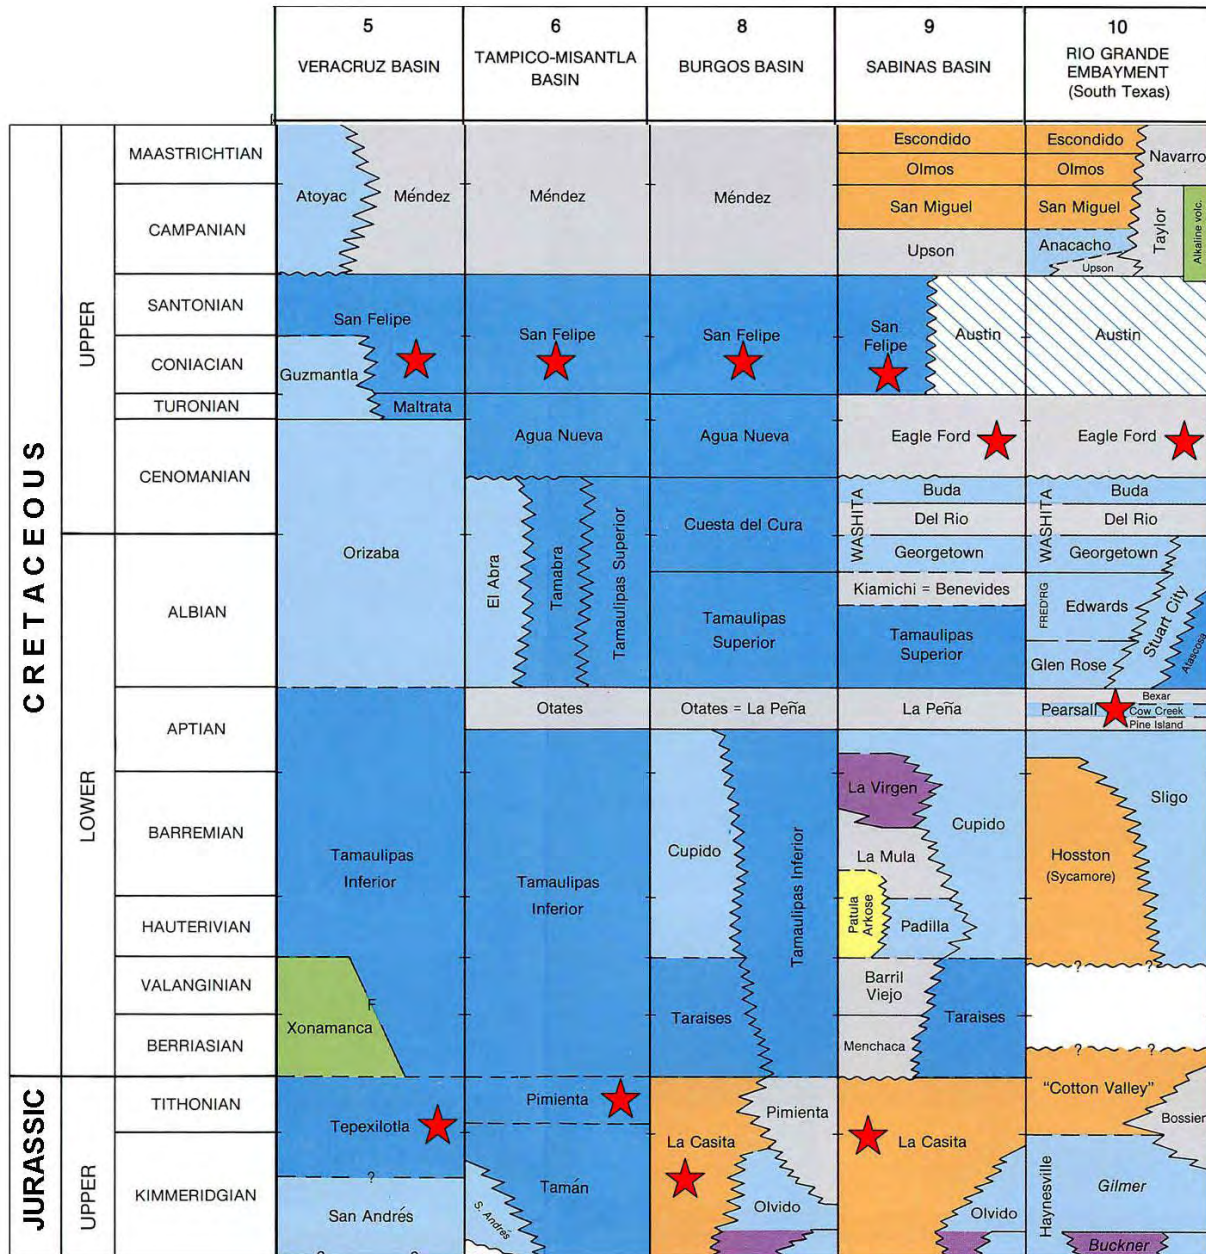 5
VERACRUZ BASIN
6
TAMPICO-MISANTLA
BASIN
8
BURGOS BASIN
9
SABINAS BASIN
10
RIO GRANDE
EMBAYMENT
(South Texas)
CRETACEOUS
UPPER
LOWER
JURASSIC
UPPER
MAASTRICHTIAN
CAMPANIAN
SANTONIAN
CONIACIAN
TURONIAN
CENOMANIAN
ALBIAN
APTIAN
BARREMIAN
HAUTERIVIAN
VALANGINIAN
BERRIASIAN
TITHONIAN
KIMMERIDGIAN
Atoyac
Méndez
San Felipe
Guzmantla
Maltrata
Orizaba
Tamaulipas
Inferior
F
Xonamanca
Tepexilotla
?
San Andrés
Méndez
San Felipe
Agua Nueva
El Abra
Tamabra
Tamaulipas Superior
Otates
Tamaulipas
Inferior
Pimienta
Tamán
S. Andrés
Méndez
San Felipe
Agua Nueva
Cuesta del Cura
Tamaulipas
Superior
Otates = La Peña
Cupido
Tamaulipas Inferior
Taraises
La Casita
Pimienta
Olvido
Escondido
Olmos
San Miguel
Upson
San
Felipe
Austin
Eagle Ford
WASHITA
Buda
Del Rio
Georgetown
Kiamichi = Benevides
Tamaulipas
Superior
La Peña
La Virgen
La Mula
Cupido
Patula
Arkose
Padilla
Barril
Viejo
Menchaca
Taraises
La Casita
Olvido
Escondido
Olmos
San Miguel
Navarro
Anacacho
Upson
Taylor
Alkaline volc.
Austin
Eagle Ford
WASHITA
Buda
Del Rio
Georgetown
FRED'RG
Edwards
Glen Rose
Stuart City
Atascosa
Bexar
Pearsall
Cow Creek
Pine Island
Sligo
Hosston
(Sycamore)
? ?
? ?
"Cotton Valley"
Bossier
Haynesville
Gilmer
Buckner